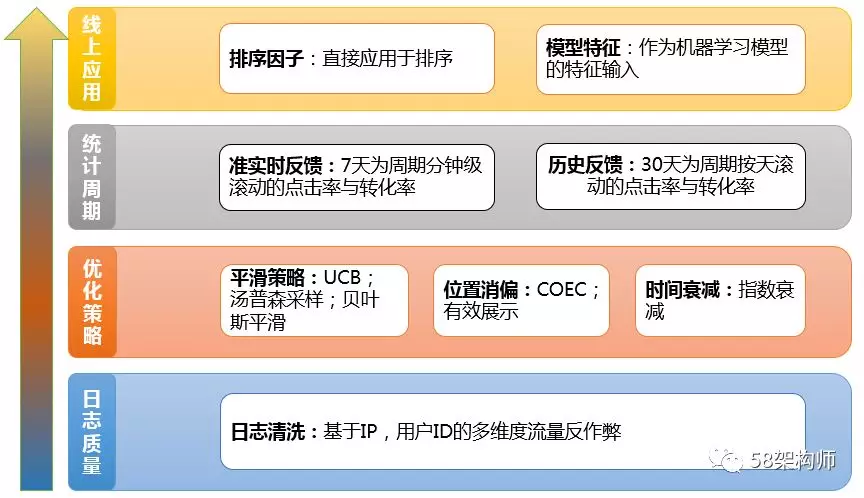 线上应用
排序因子：直接应用于排序
模型特征：作为机器学习模型
的特征输入
统计周期
准实时反馈：7天为周期分钟级
滚动的点击率与转化率
历史反馈：30天为周期按天滚
动的点击率与转化率
优化策略
平滑策略：UCB；
汤普森采样；贝叶
斯平滑
位置消偏：COEC；
有效展示
时间衰减：指数衰
减
日志质量
日志清洗：基于IP，用户ID的多维度流量反作弊
58架构师